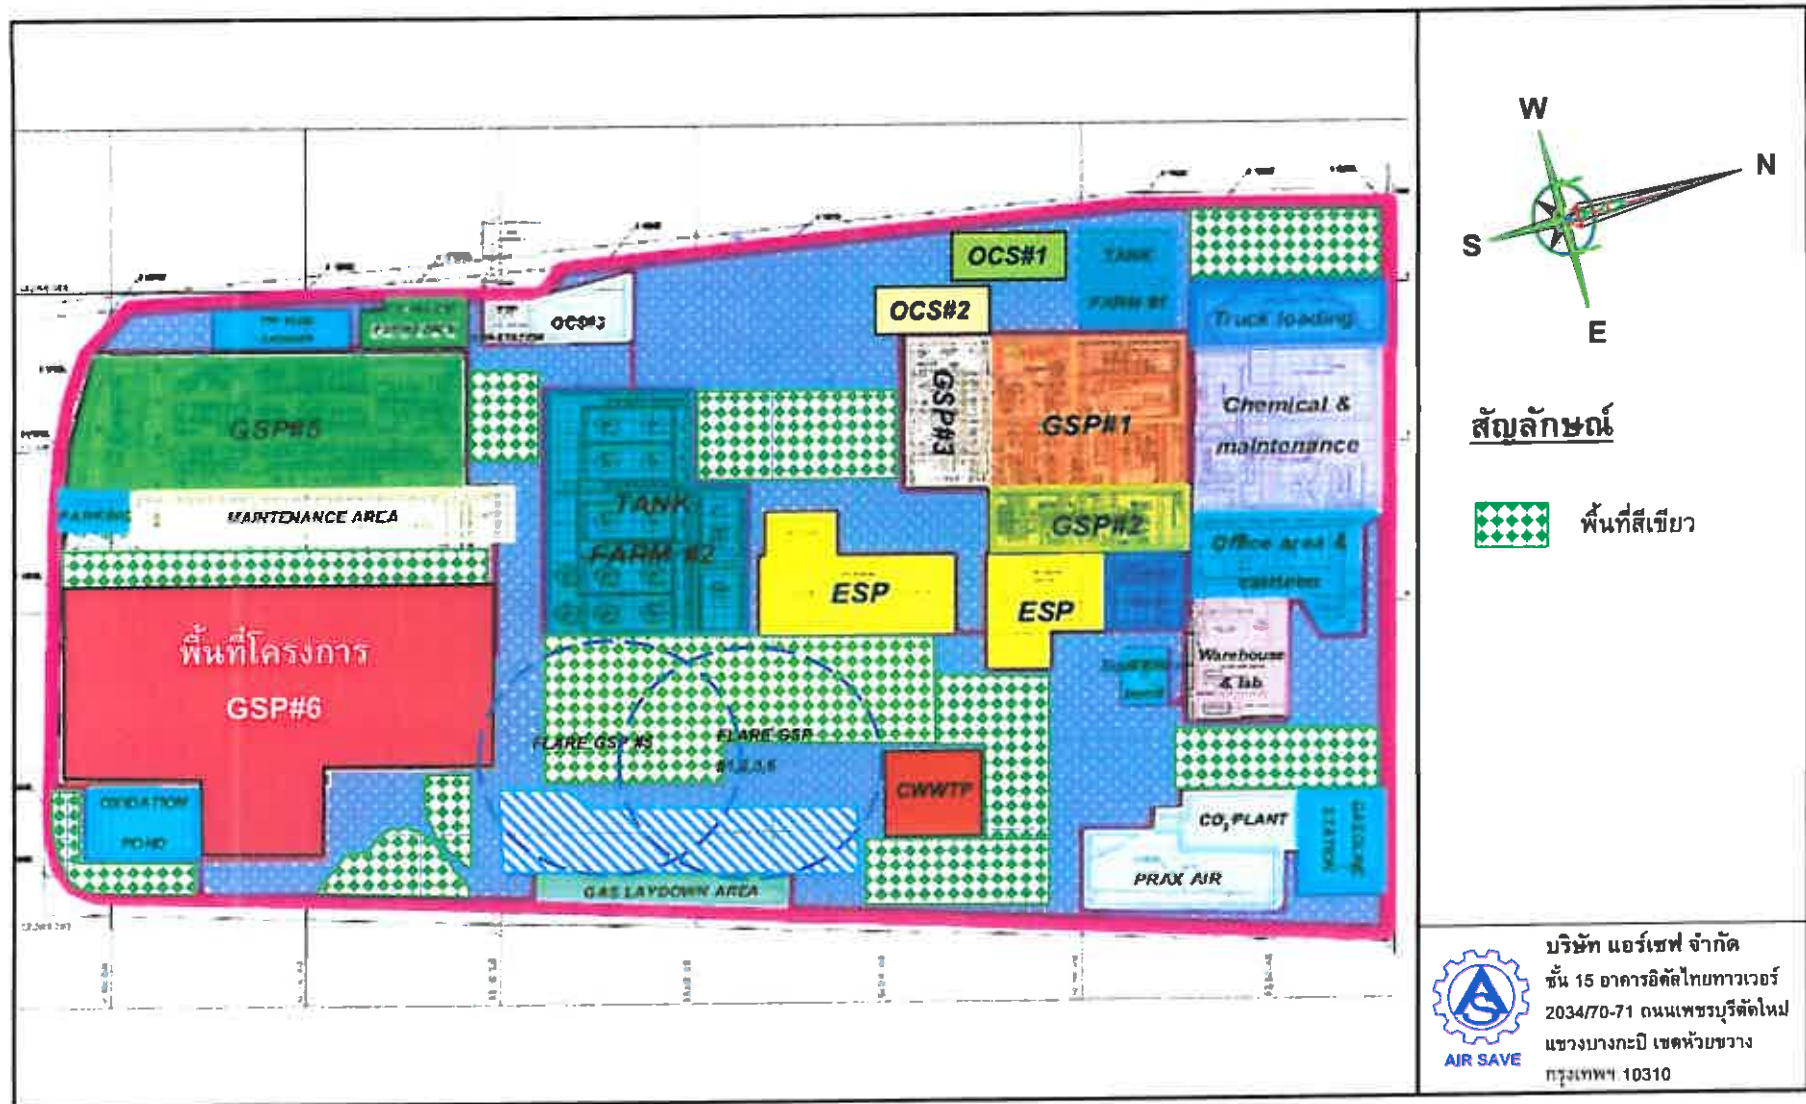 W
N
S
E
OCS#1
TANK
FARM #1
OCS#2
OCS#3
Truck loading
GSP#3
GSP#1
Chemical &
maintenance
GSP#5
TANK
FARM #2
GSP#2
PARKING
MAINTENANCE AREA
Office area &
canteen
ESP
ESP
พื้นที่โครงการ
GSP#6
Warehouse
& lab
FLARE GSP #5
FLARE GSP
OXIDATION
POND
CWWTP
CO2 PLANT
GASOLINE
STATION
PRAX AIR
GAS LAYDOWN AREA
สัญลักษณ์
พื้นที่สีเขียว
AIR SAVE
บริษัท แอร์เซฟ จำกัด
ชั้น 15 อาคารอิตัลไทยทาวเวอร์
2034/70-71 ถนนเพชรบุรีตัดใหม่
แขวงบางกะปิ เขตห้วยขวาง
กรุงเทพฯ 10310